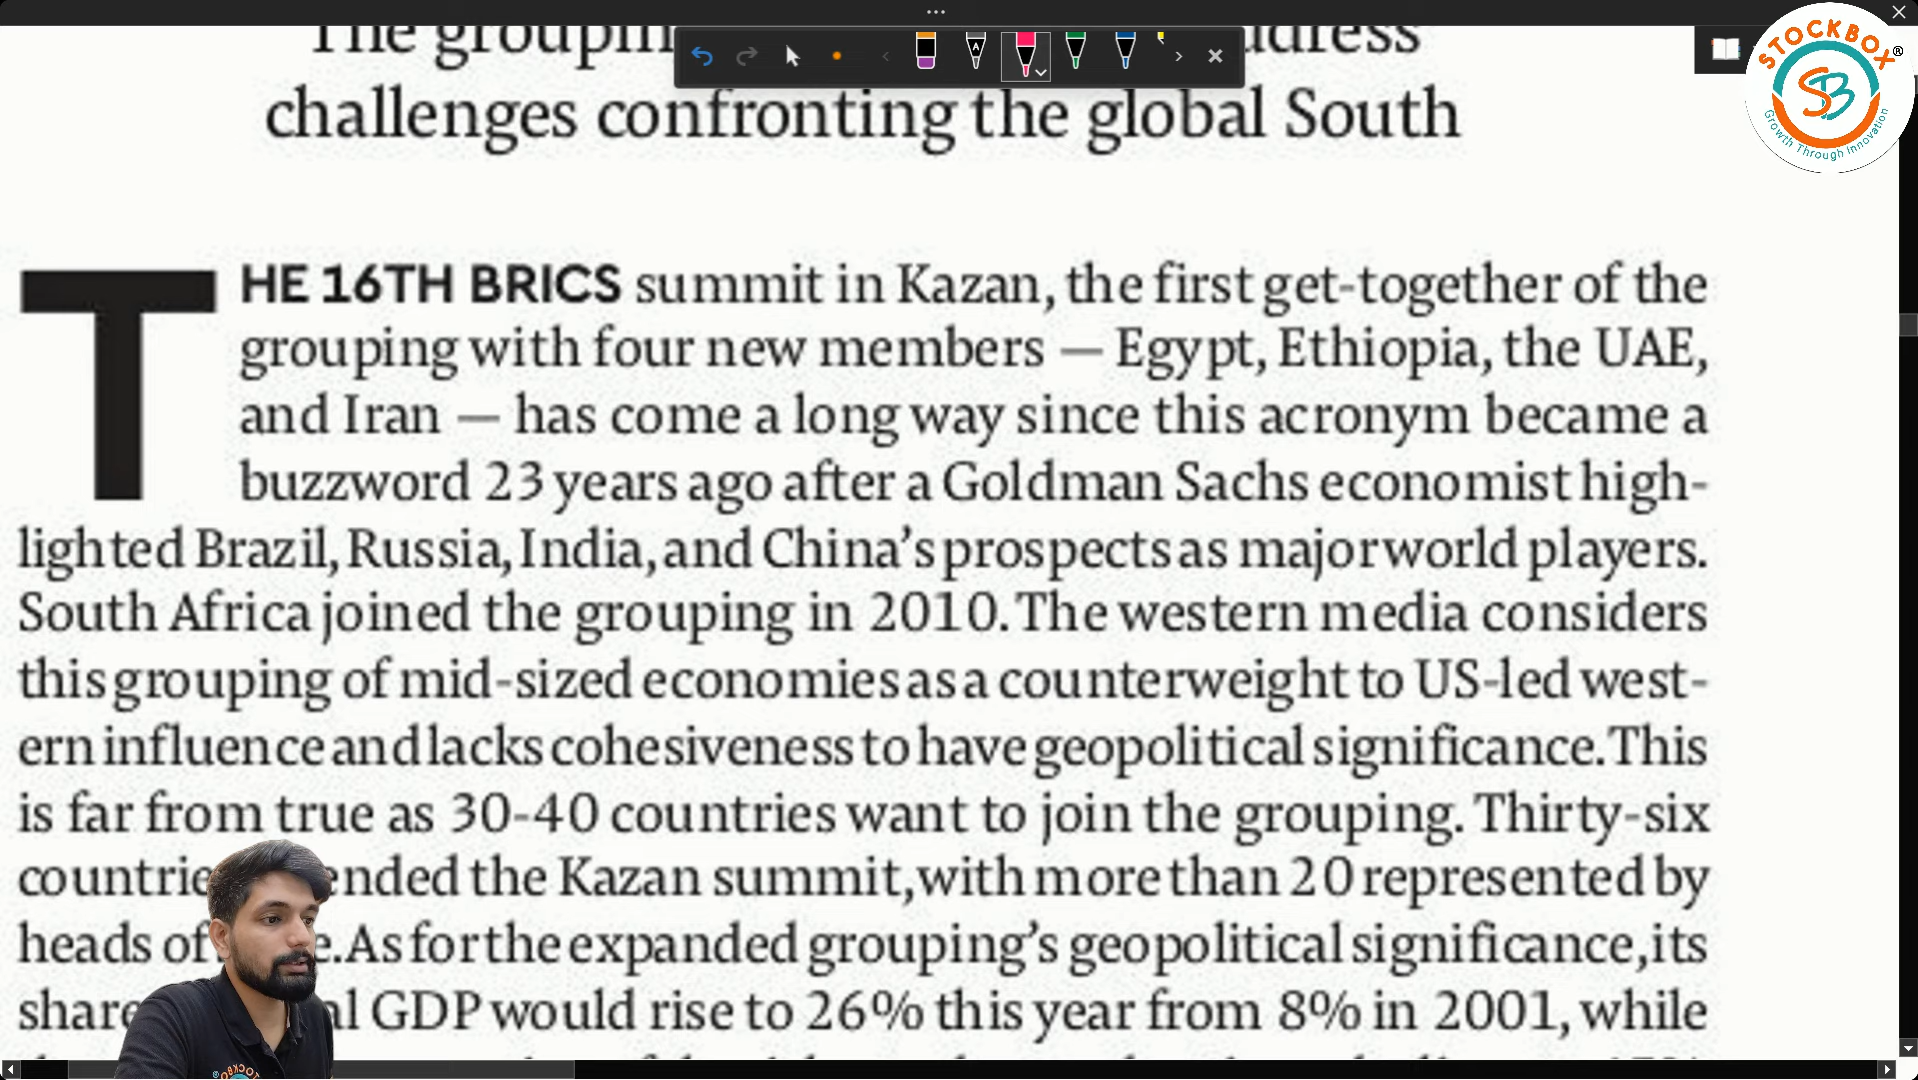 The
challenges confronting the global South
THE 16TH BRICS summit in Kazan, the first get-together of the
grouping with four new members — Egypt, Ethiopia, the UAE,
and Iran — has come a long way since this acronym became a
buzzword 23 years ago after a Goldman Sachs economist high-
lighted Brazil, Russia, India, and China's prospects as major world players.
South Africa joined the grouping in 2010. The western media considers
this grouping of mid-sized economies as a counterweight to US-led west-
ern influence and lacks cohesiveness to have geopolitical significance. This
is far from true as 30-40 countries want to join the grouping. Thirty-six
the Kazan summit, with more than 20 represented by
heads of As for the expanded grouping's geopolitical significance, its
share GDP would rise to 26% this year from 8% in 2001, while
STOCKBOX®
SB
Growth Through Innovation